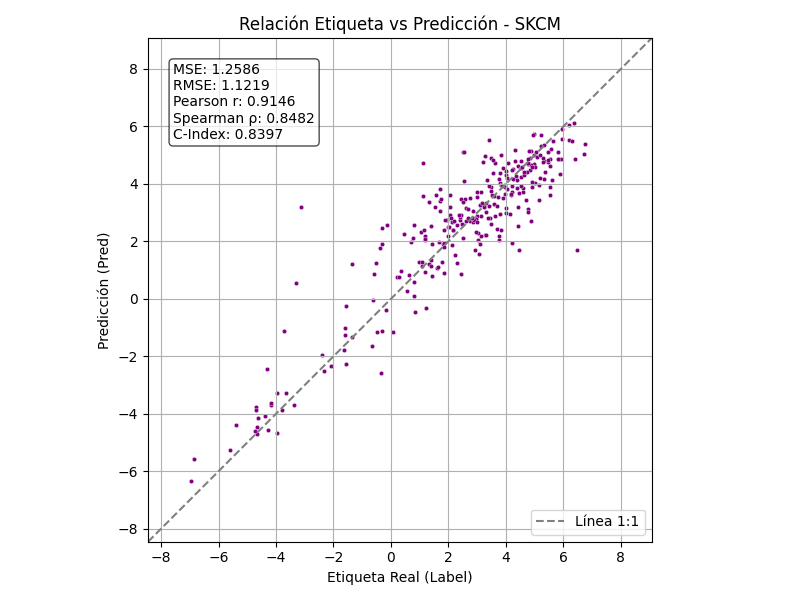 Relación Etiqueta vs Predicción - SKCM
MSE: 1.2586
RMSE: 1.1219
Pearson r: 0.9146
Spearman ρ: 0.8482
C-Index: 0.8397
Predicción (Pred)
8
6
4
2
0
−2
−4
−6
−8
−8
−6
−4
−2
0
2
4
6
8
Línea 1:1
Etiqueta Real (Label)